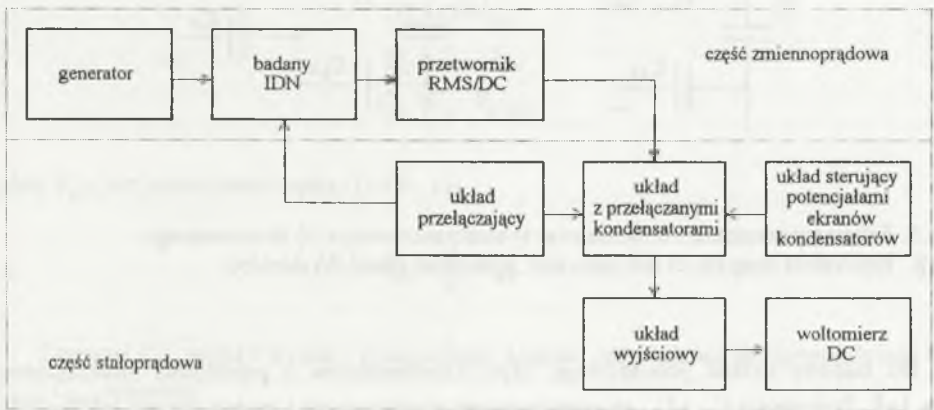 generator
badany
IDN
przetwornik
RMS/DC
część zmiennoprądowa
układ
przełączający
układ
z przełączanymi
kondensatorami
układ sterujący
potencjałami
ekranów
kondensatorów
układ
wyjściowy
woltomierz
DC
część stałoprądowa